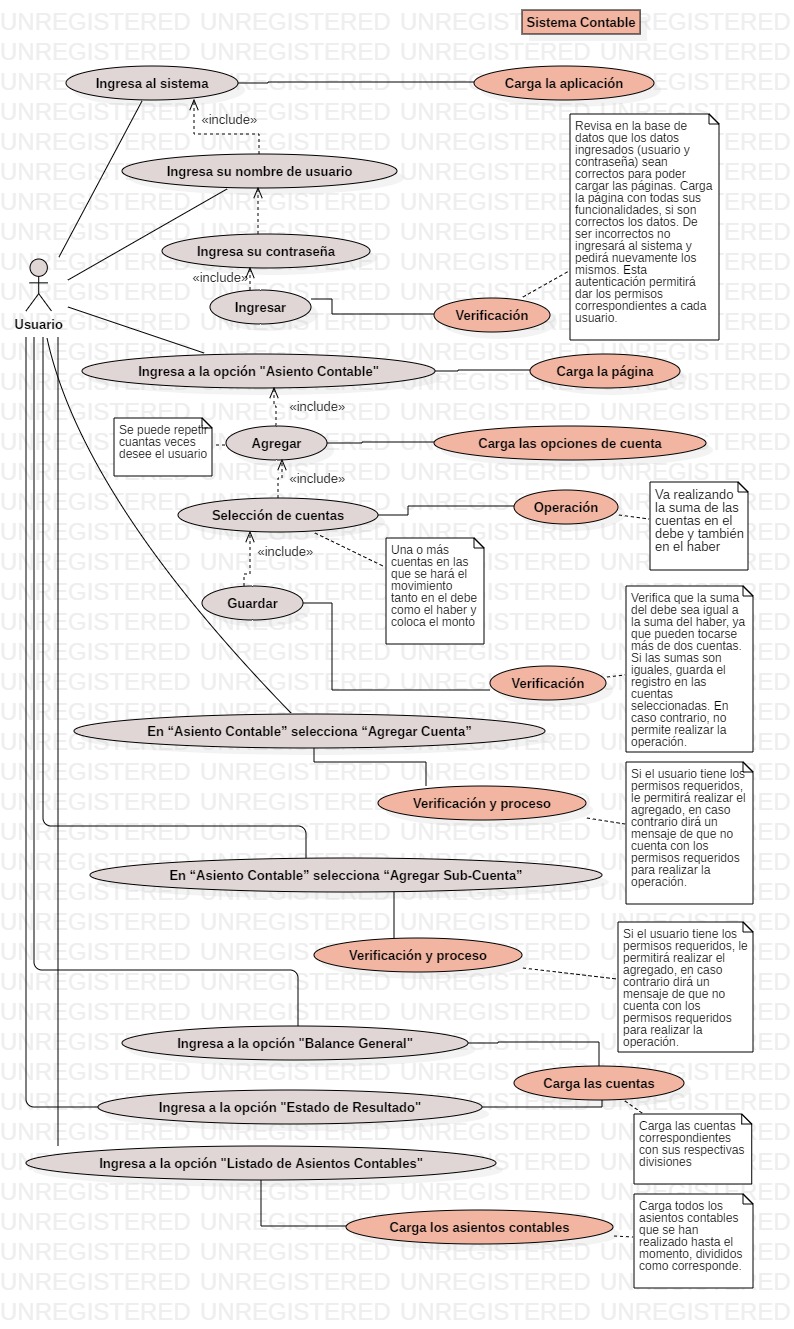 Sistema Contable
Ingresa al sistema
Carga la aplicación
«include»
Revisa en la base de
datos que los datos
ingresados (usuario y
contraseña) sean
correctos para poder
cargar las páginas. Carga
la página con todas sus
funcionalidades, si son
correctos los datos. De
ser incorrectos no
ingresará al sistema y
pedirá nuevamente los
mismos. Esta
autenticación permitirá
dar los permisos
correspondientes a cada
usuario.
Ingresa su nombre de usuario
Ingresa su contraseña
«include»
Ingresar
Verificación
Usuario
Ingresa a la opción "Asiento Contable"
Carga la página
«include»
Se puede repetir
cuantas veces
desee el usuario
Agregar
Carga las opciones de cuenta
«include»
Selección de cuentas
Operación
Va realizando
la suma de las
cuentas en el
debe y también
en el haber
«include»
Una o más
cuentas en las
que se hará el
movimiento
tanto en el debe
como el haber y
coloca el monto
Guardar
Verifica que la suma
del debe sea igual a
la suma del haber, ya
que pueden tocarse
más de dos cuentas.
Si las sumas son
iguales, guarda el
registro en las
cuentas
seleccionadas. En
caso contrario, no
permite realizar la
operación.
Verificación
En “Asiento Contable” selecciona “Agregar Cuenta”
Verificación y proceso
Si el usuario tiene los
permisos requeridos,
le permitirá realizar el
agregado, en caso
contrario dirá un
mensaje de que no
cuenta con los
permisos requeridos
para realizar la
operación.
En “Asiento Contable” selecciona “Agregar Sub-Cuenta”
Verificación y proceso
Si el usuario tiene los
permisos requeridos, le
permitirá realizar el
agregado, en caso
contrario dirá un
mensaje de que no
cuenta con los
permisos requeridos
para realizar la
operación.
Ingresa a la opción "Balance General"
Carga las cuentas
Ingresa a la opción "Estado de Resultado"
Carga las cuentas
correspondientes
con sus respectivas
divisiones
Ingresa a la opción "Listado de Asientos Contables"
Carga los asientos contables
Carga todos los
asientos contables
que se han
realizado hasta el
momento, divididos
como corresponde.
UNREGISTERED UNREGISTERED UNREGISTERED UNREGISTERED